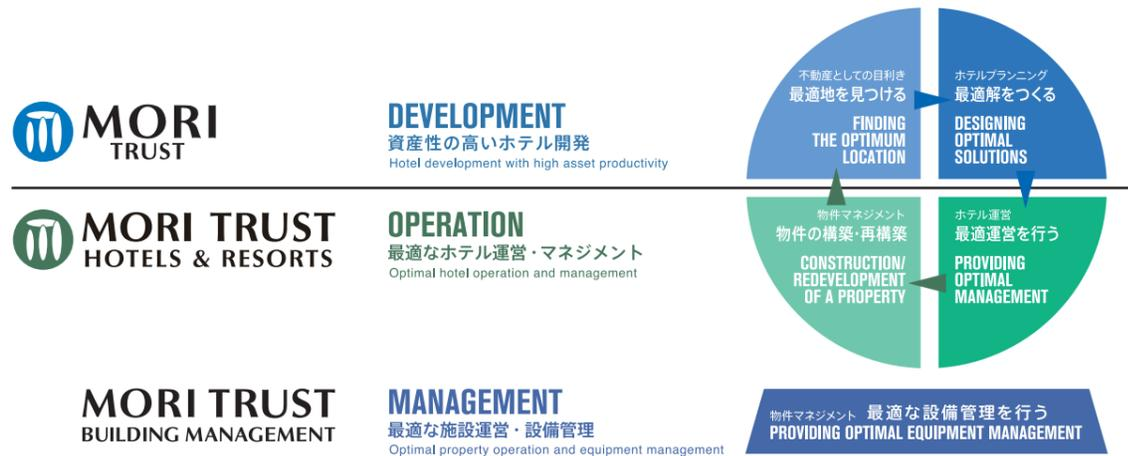 MORI
TRUST
DEVELOPMENT
資産性の高いホテル開発
Hotel development with high asset productivity
不動産としての目利き
最適地を見つける
FINDING
THE OPTIMUM
LOCATION
ホテルプランニング
最適解をつくる
DESIGNING
OPTIMAL
SOLUTIONS
MORI TRUST
HOTELS & RESORTS
OPERATION
最適なホテル運営・マネジメント
Optimal hotel operation and management
物件マネジメント
物件の構築・再構築
CONSTRUCTION/
REDEVELOPMENT
OF A PROPERTY
ホテル運営
最適運営を行う
PROVIDING
OPTIMAL
MANAGEMENT
MORI TRUST
BUILDING MANAGEMENT
MANAGEMENT
最適な施設運営・設備管理
Optimal property operation and equipment management
物件マネジメント 最適な設備管理を行う
PROVIDING OPTIMAL EQUIPMENT MANAGEMENT